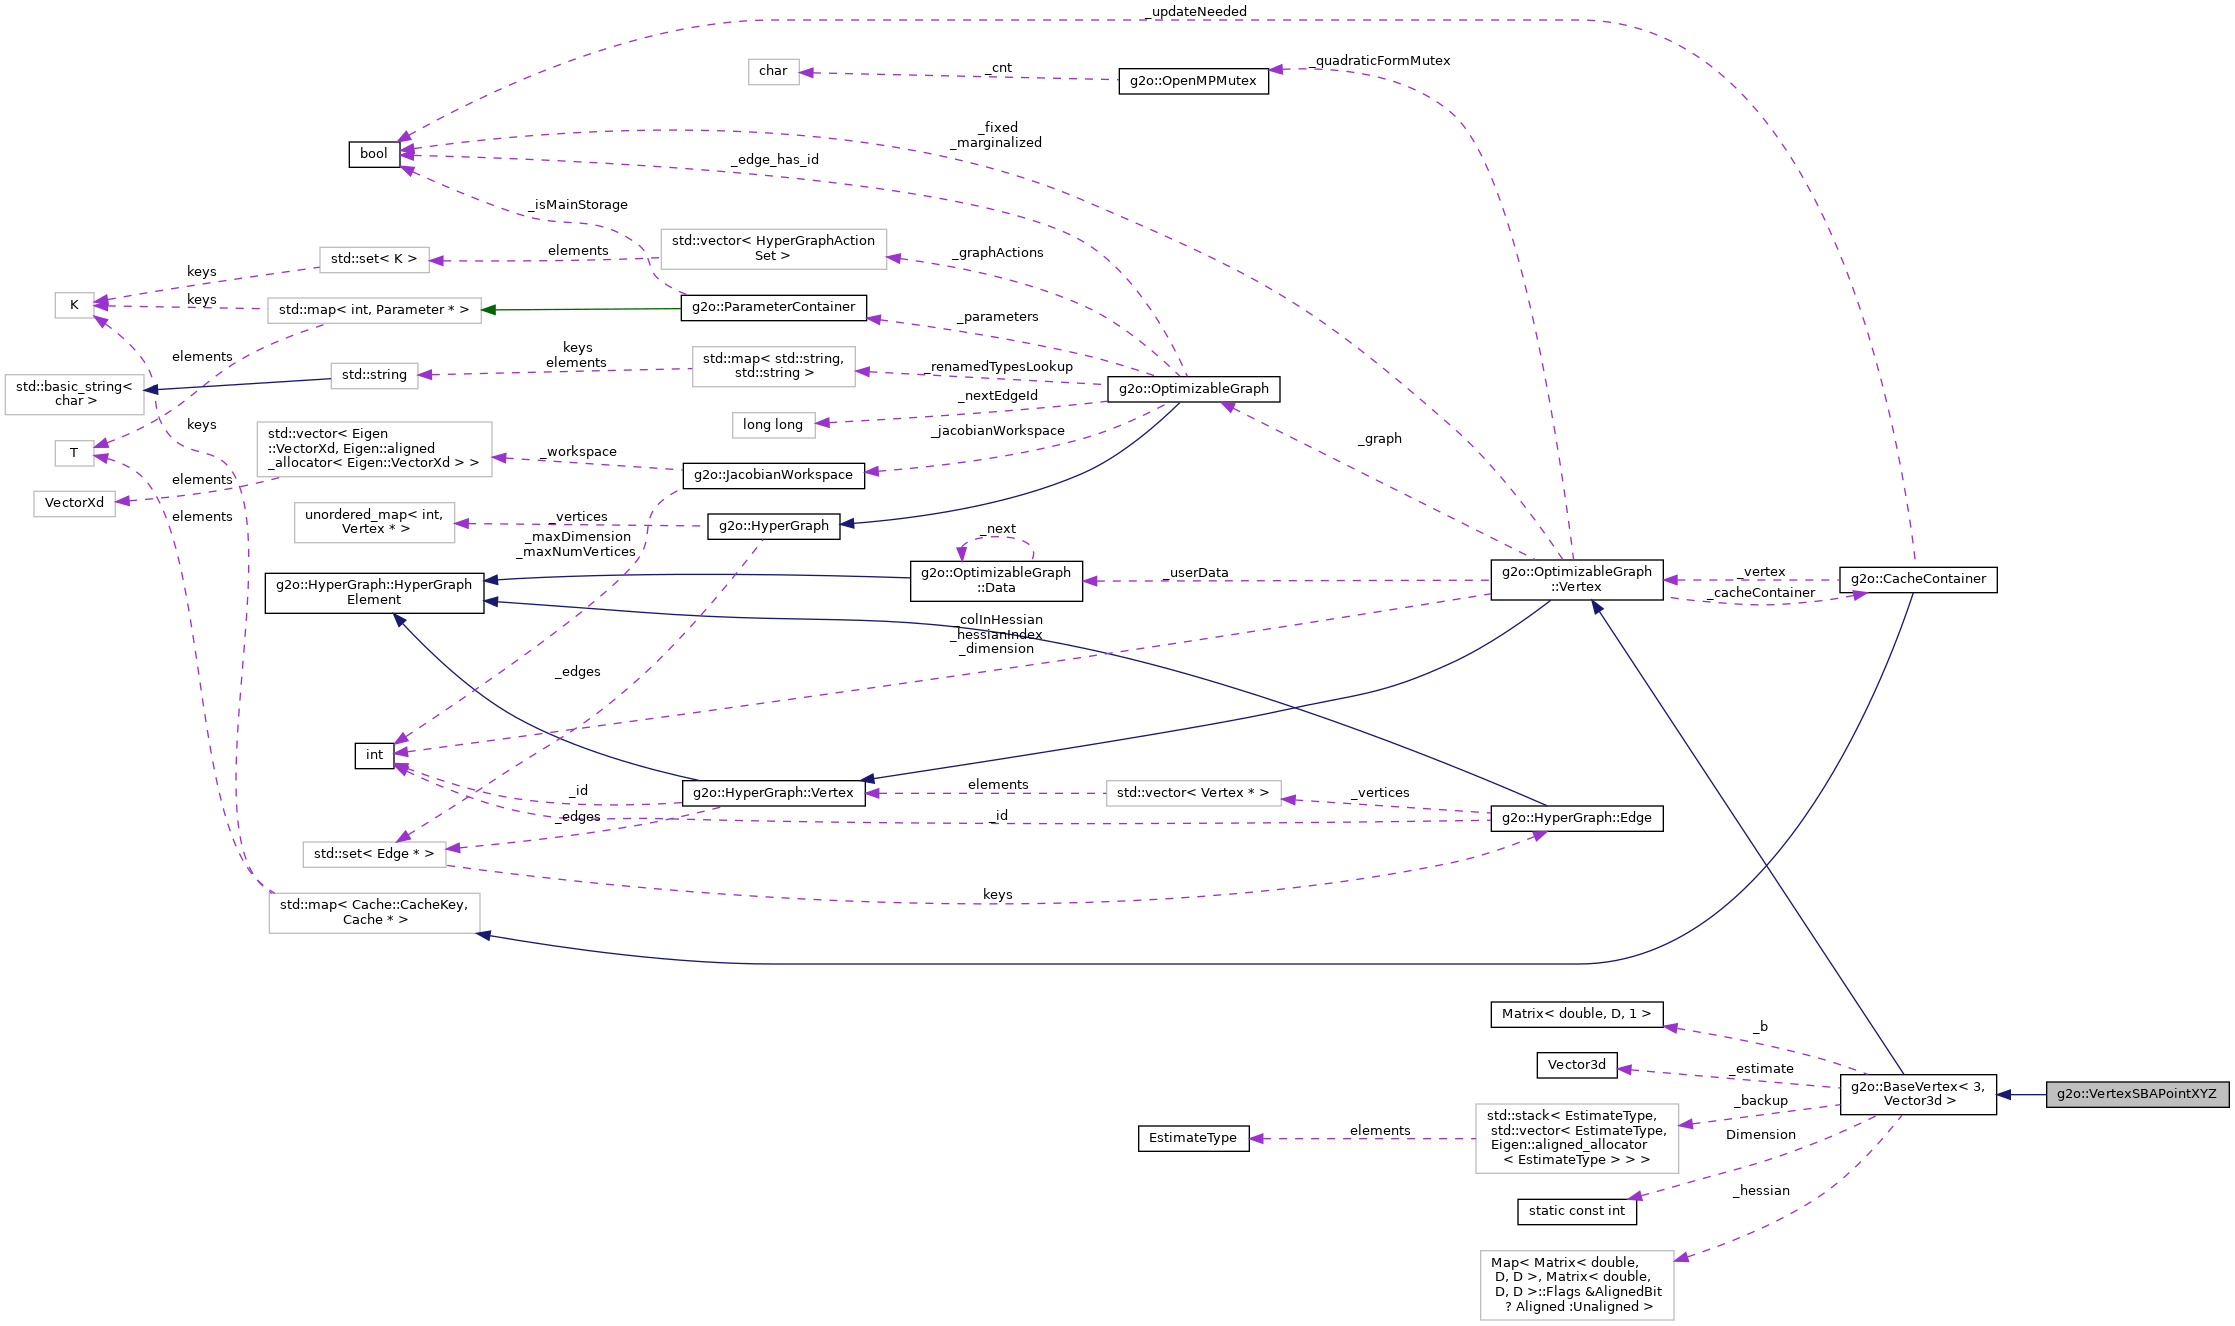 _updateNeeded
_quadraticFormMutex
char
_cnt
g2o::OpenMPMutex
_fixed
_marginalized
bool
_edge_has_id
_isMainStorage
std::vector< HyperGraphAction
Set >
_graphActions
elements
std::set< K >
keys
K
keys
std::map< int, Parameter * >
g2o::ParameterContainer
_parameters
elements
keys
elements
std::map< std::string,
std::string >
_renamedTypesLookup
std::string
std::basic_string<
char >
g2o::OptimizableGraph
_nextEdgeId
long long
_jacobianWorkspace
_graph
keys
T
std::vector< Eigen
::VectorXd, Eigen::aligned
_allocator< Eigen::VectorXd > >
_workspace
g2o::JacobianWorkspace
elements
VectorXd
elements
unordered_map< int,
Vertex * >
_vertices
g2o::HyperGraph
_maxDimension
_maxNumVertices
_next
g2o::OptimizableGraph
::Data
_userData
g2o::OptimizableGraph
::Vertex
_vertex
_cacheContainer
g2o::CacheContainer
g2o::HyperGraph::HyperGraph
Element
_colInHessian
_hessianIndex
_dimension
_edges
int
_id
g2o::HyperGraph::Vertex
elements
std::vector< Vertex * >
_vertices
g2o::HyperGraph::Edge
_edges
_id
std::set< Edge * >
keys
std::map< Cache::CacheKey,
Cache * >
Matrix< double, D, 1 >
_b
Vector3d
_estimate
g2o::BaseVertex< 3,
Vector3d >
g2o::VertexSBAPointXYZ
_backup
std::stack< EstimateType,
std::vector< EstimateType,
Eigen::aligned_allocator
< EstimateType > > >
elements
EstimateType
Dimension
static const int
_hessian
Map< Matrix< double,
D, D >, Matrix< double,
D, D >::Flags &AlignedBit
? Aligned :Unaligned >